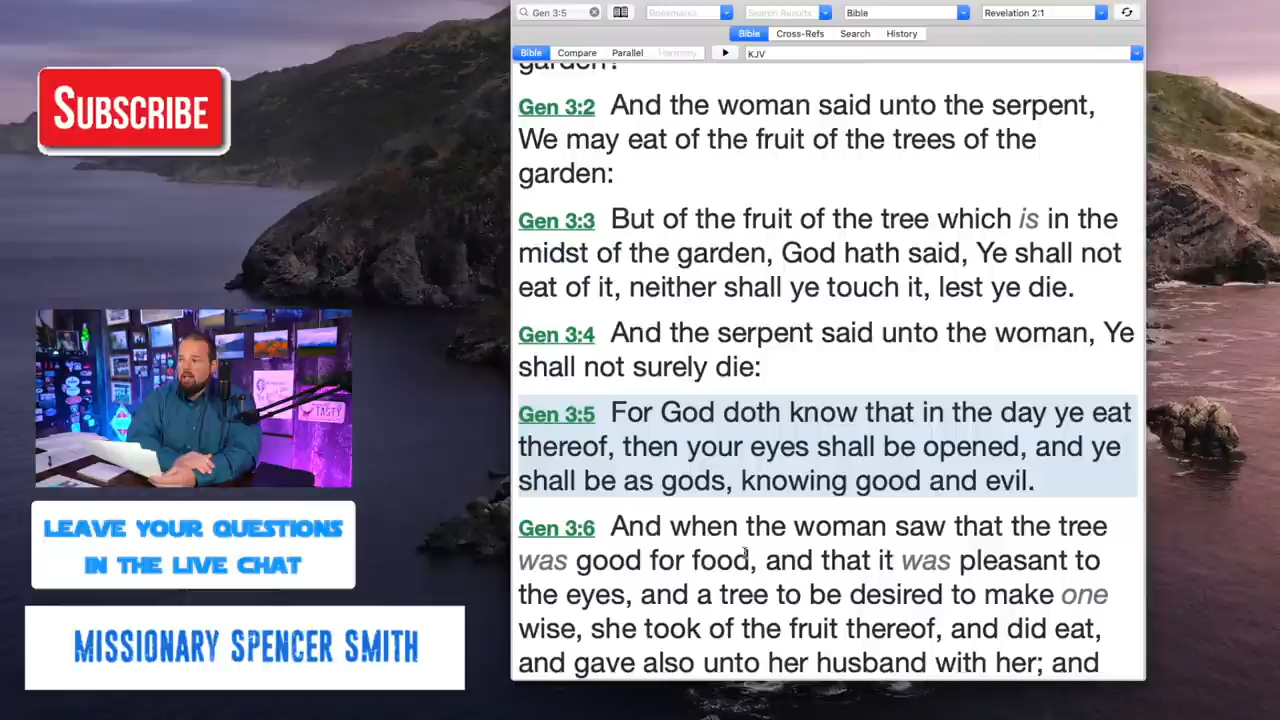 SUBSCRIBE
TASTY
LEAVE YOUR QUESTIONS
IN THE LIVE CHAT
MISSIONARY SPENCER SMITH
Gen 3:5
Bookmarks
Search Results
Bible
Revelation 2:1
Bible Cross-Refs Search History
Bible Compare Parallel Harmony
KJV
garden?
Gen 3:2 And the woman said unto the serpent,
We may eat of the fruit of the trees of the
garden:
Gen 3:3 But of the fruit of the tree which is in the
midst of the garden, God hath said, Ye shall not
eat of it, neither shall ye touch it, lest ye die.
Gen 3:4 And the serpent said unto the woman, Ye
shall not surely die:
Gen 3:5 For God doth know that in the day ye eat
thereof, then your eyes shall be opened, and ye
shall be as gods, knowing good and evil.
Gen 3:6 And when the woman saw that the tree
was good for food, and that it was pleasant to
the eyes, and a tree to be desired to make one
wise, she took of the fruit thereof, and did eat,
and gave also unto her husband with her; and